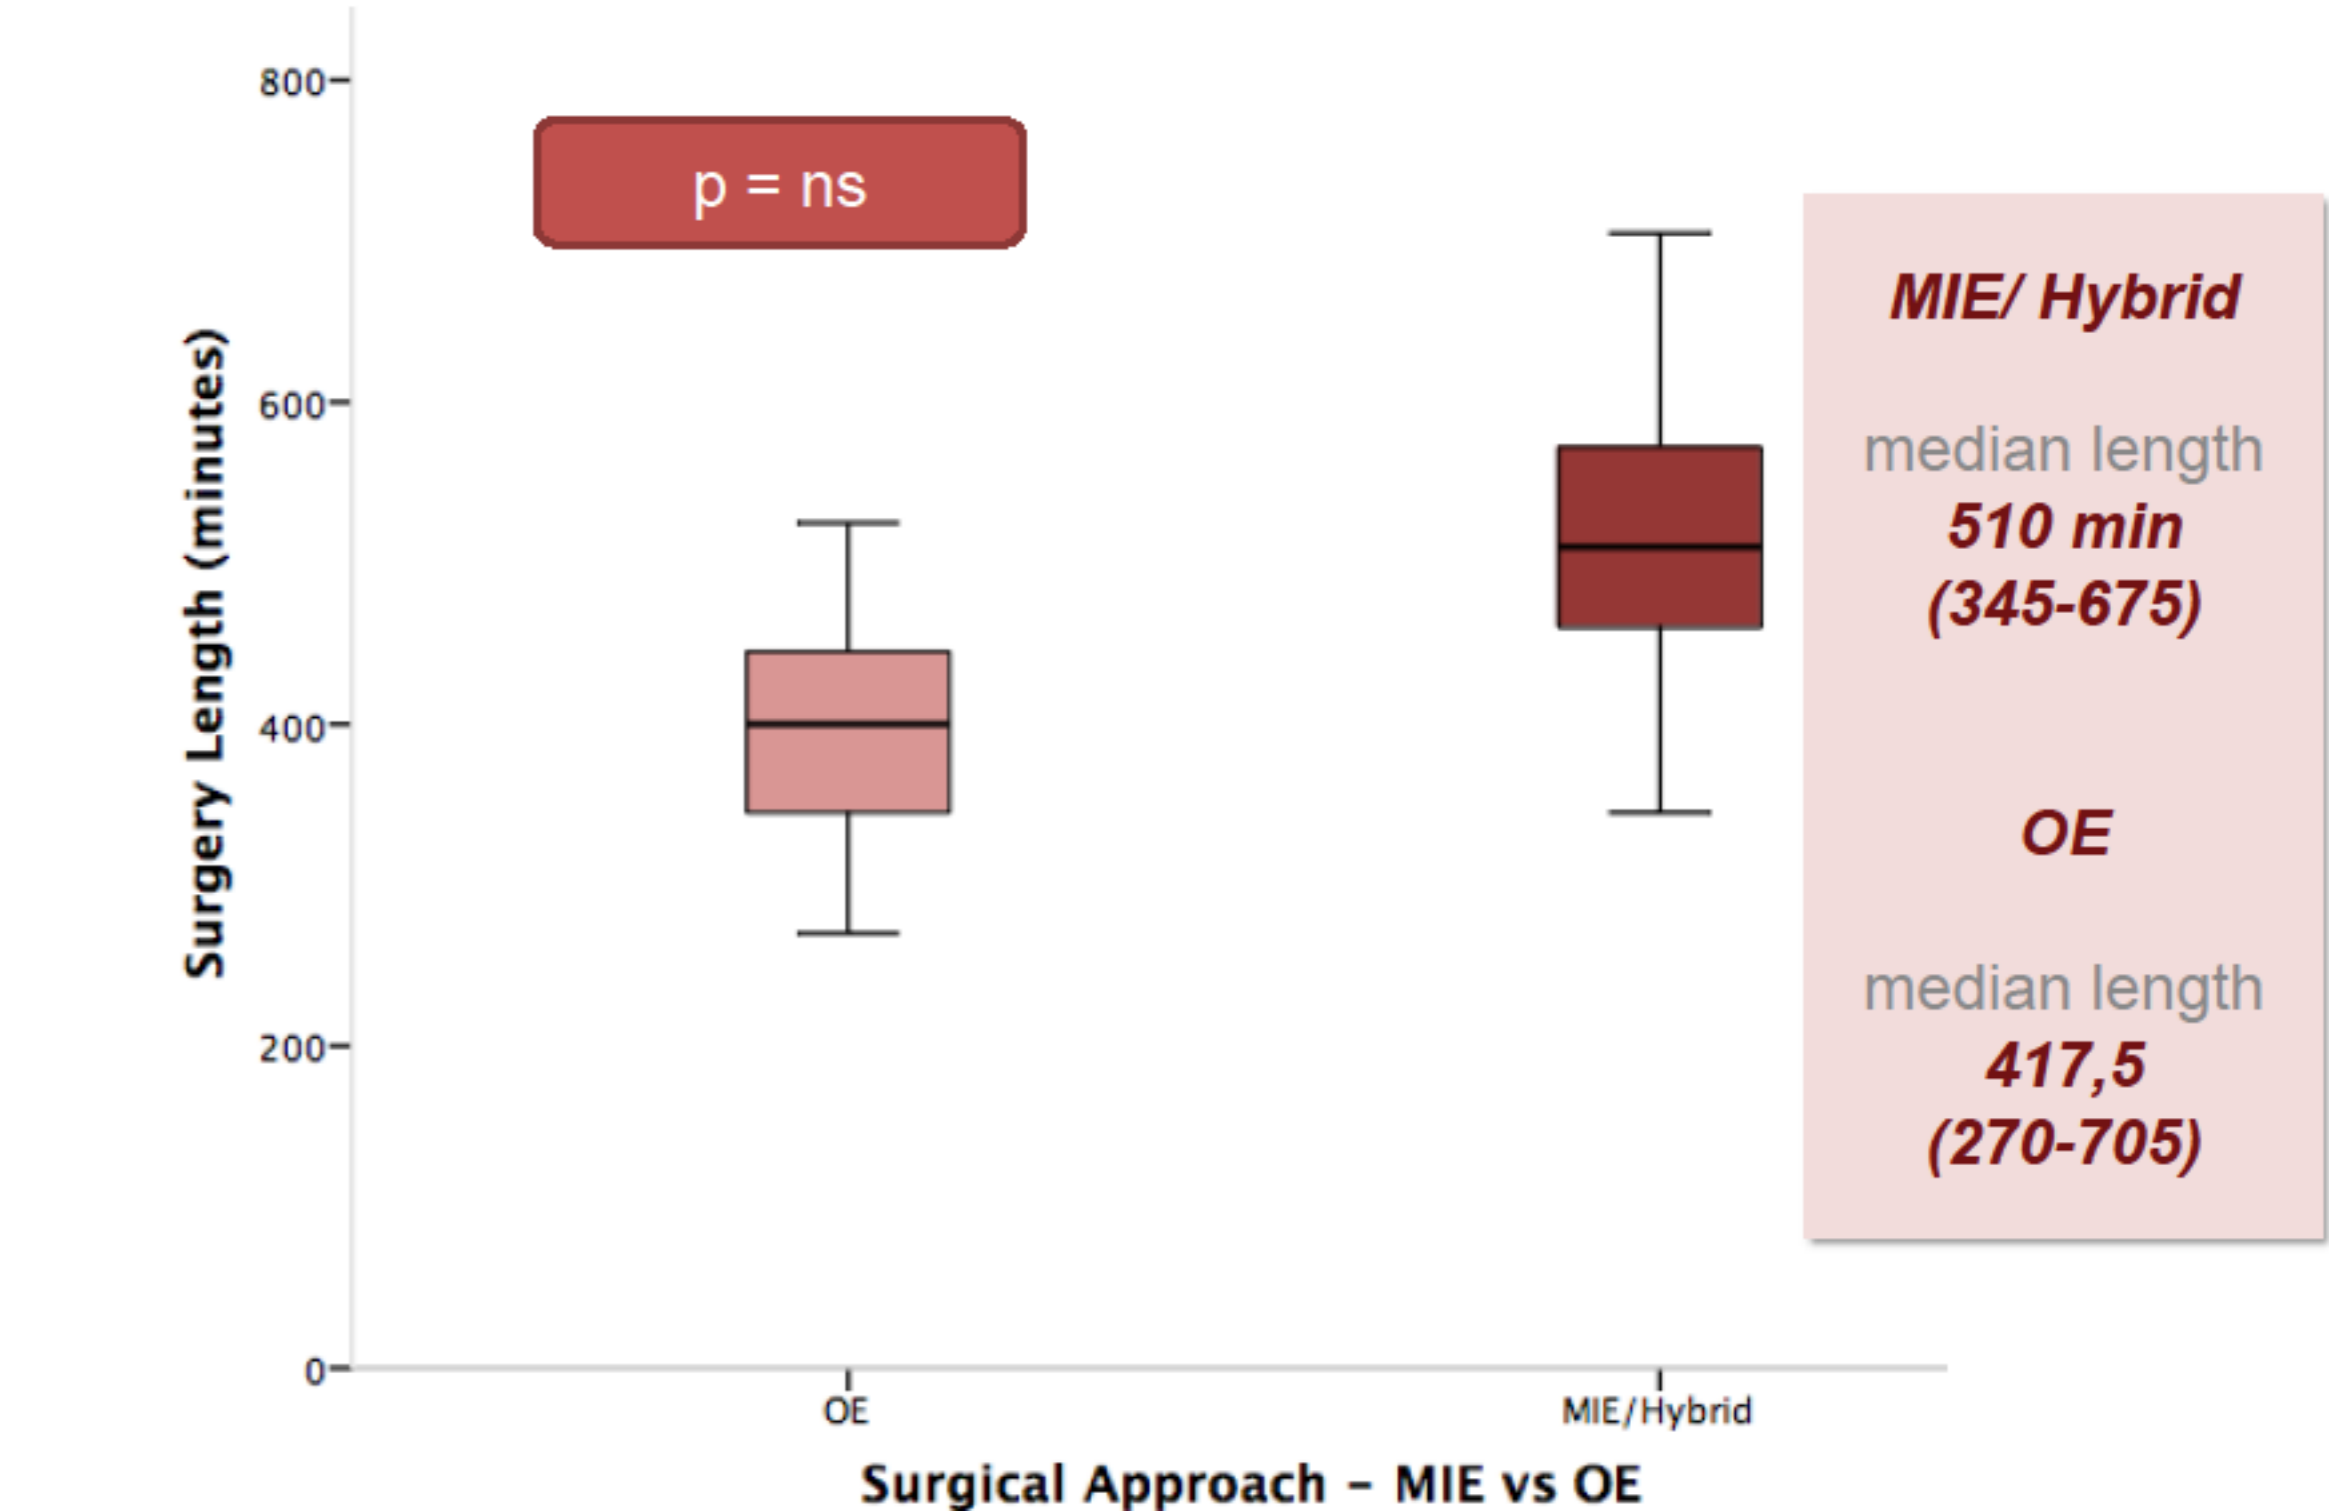 800
p = ns
600
400
200
0
Surgery Length (minutes)
OE
MIE/Hybrid
Surgical Approach – MIE vs OE
MIE/ Hybrid
median length
510 min
(345-675)
OE
median length
417,5
(270-705)